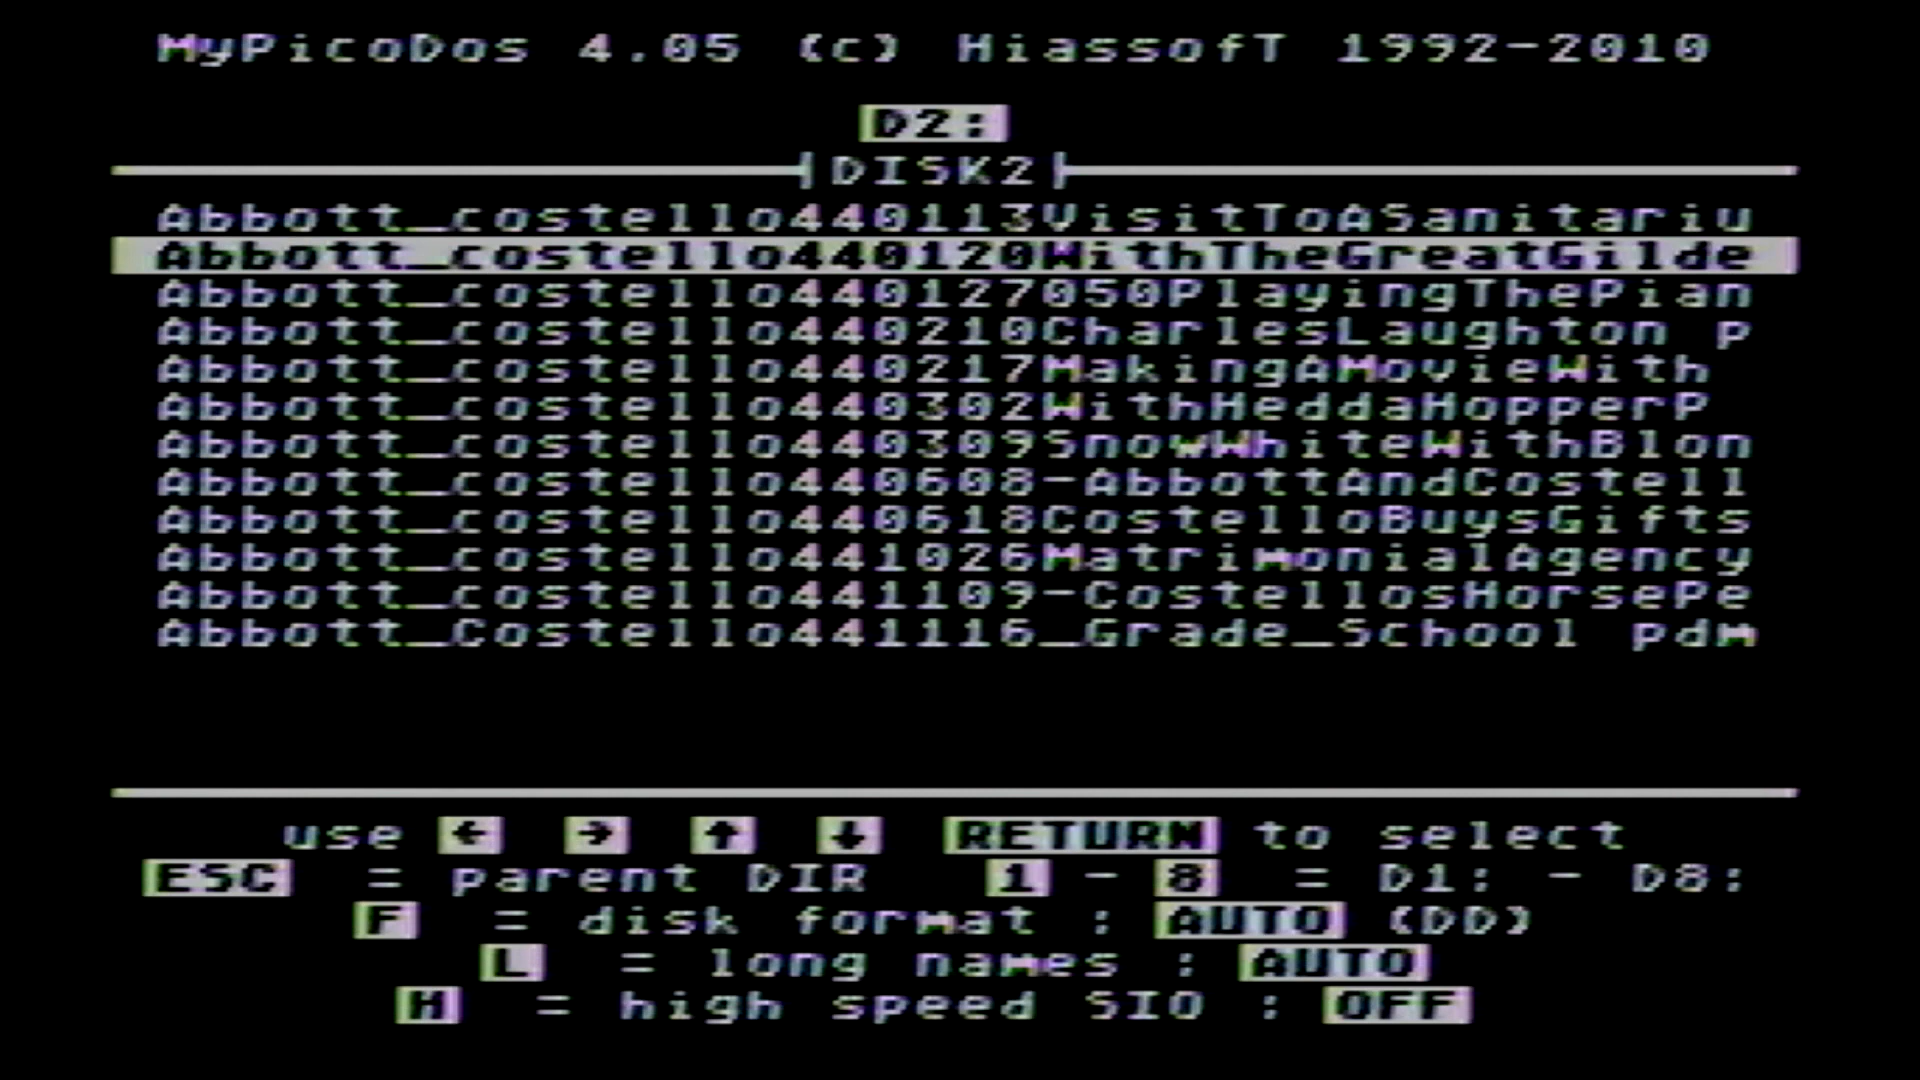 MyPicoDos 4.05 (c) HiassofT 1992-2010
D2:
DISK2
Abbott_costello440113VisitToASanitariu
Abbott_costello440120WithTheGreatGilde
Abbott_costello440127050PlayingThePian
Abbott_costello440210CharlesLaughton p
Abbott_costello440217MakingAMovieWith
Abbott_costello440302WithHeddaHopperP
Abbott_costello440309SnowWhiteWithBlon
Abbott_costello440608-AbbottAndCostell
Abbott_costello440618CostelloBuysGifts
Abbott_costello441026MatrimonialAgency
Abbott_costello441109-CostellosHorsePe
Abbott_Costello441116_Grade_School pdm
use ← → ↑ ↓ RETURN to select
ESC = parent DIR 1 - 8 = D1: - D8:
F = disk format : AUTO (DD)
L = long names : AUTO
H = high speed SIO : OFF